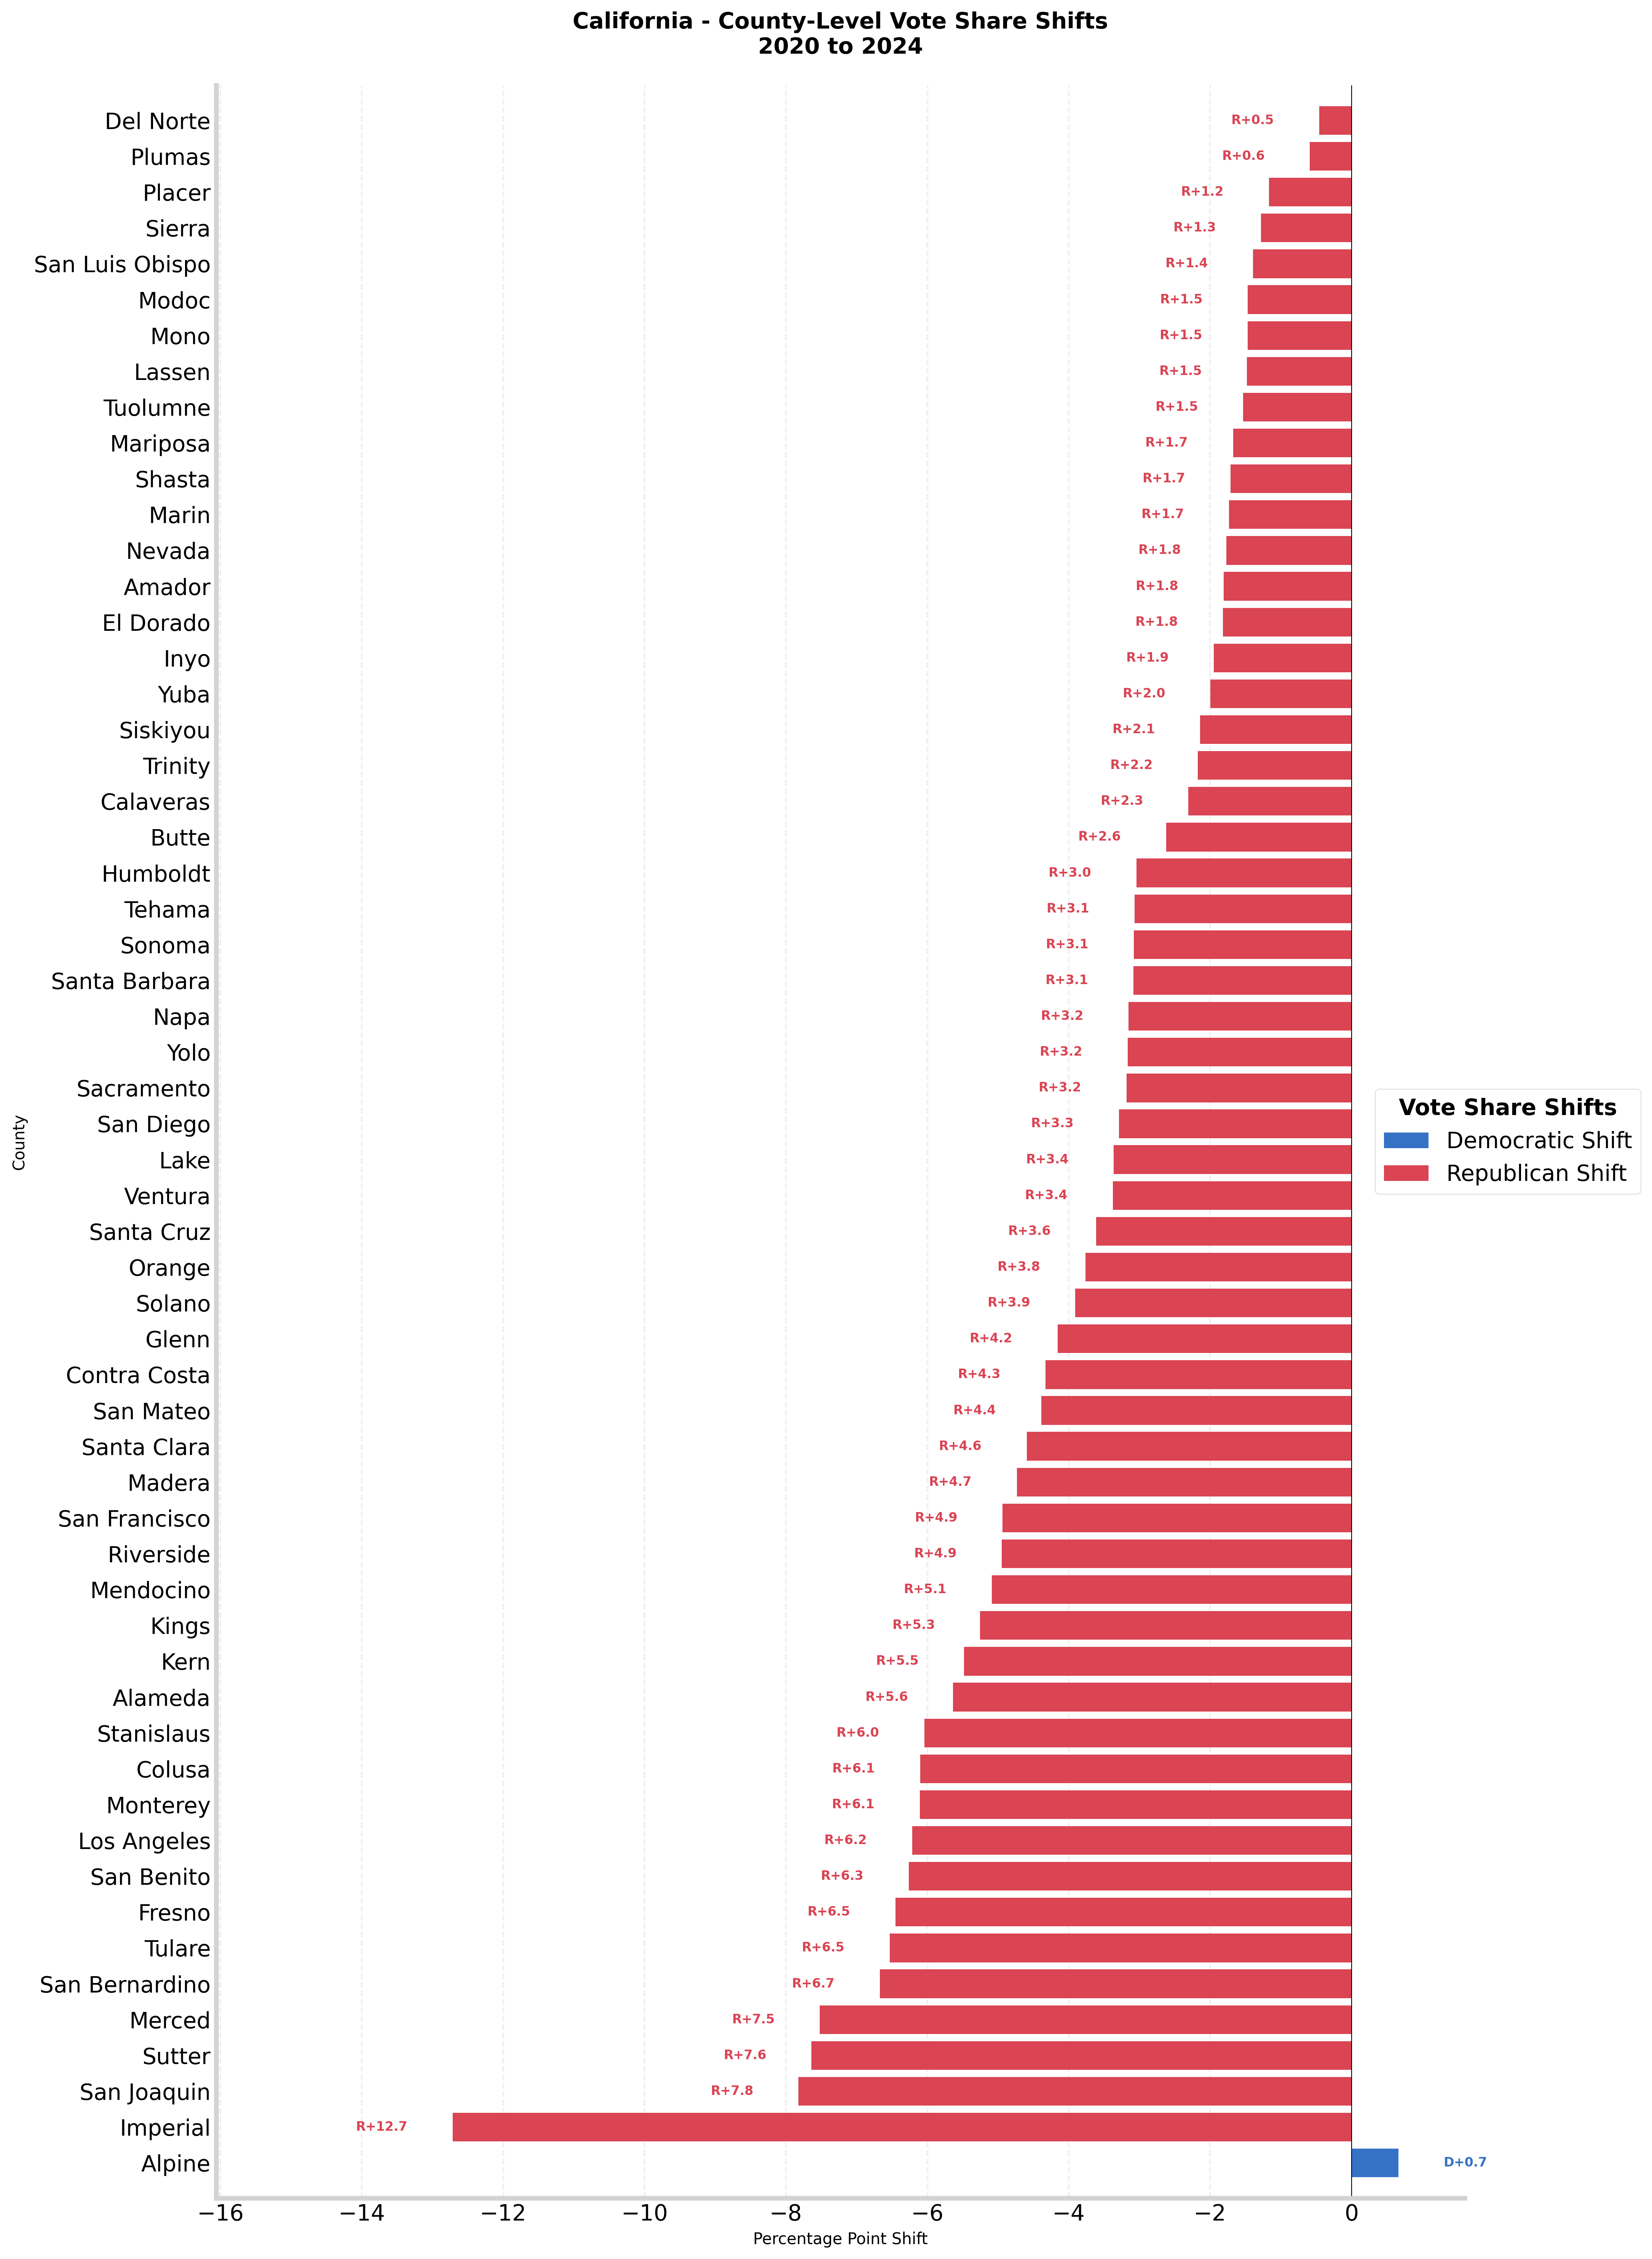 California - County-Level Vote Share Shifts
2020 to 2024
Del Norte R+0.5
Plumas R+0.6
Placer R+1.2
Sierra R+1.3
San Luis Obispo R+1.4
Modoc R+1.5
Mono R+1.5
Lassen R+1.5
Tuolumne R+1.5
Mariposa R+1.7
Shasta R+1.7
Marin R+1.7
Nevada R+1.8
Amador R+1.8
El Dorado R+1.8
Inyo R+1.9
Yuba R+2.0
Siskiyou R+2.1
Trinity R+2.2
Calaveras R+2.3
Butte R+2.6
Humboldt R+3.0
Tehama R+3.1
Sonoma R+3.1
Santa Barbara R+3.1
Napa R+3.2
Yolo R+3.2
Sacramento R+3.2
San Diego R+3.3
Lake R+3.4
Ventura R+3.4
Santa Cruz R+3.6
Orange R+3.8
Solano R+3.9
Glenn R+4.2
Contra Costa R+4.3
San Mateo R+4.4
Santa Clara R+4.6
Madera R+4.7
San Francisco R+4.9
Riverside R+4.9
Mendocino R+5.1
Kings R+5.3
Kern R+5.5
Alameda R+5.6
Stanislaus R+6.0
Colusa R+6.1
Monterey R+6.1
Los Angeles R+6.2
San Benito R+6.3
Fresno R+6.5
Tulare R+6.5
San Bernardino R+6.7
Merced R+7.5
Sutter R+7.6
San Joaquin R+7.8
Imperial R+12.7
Alpine D+0.7
−16 −14 −12 −10 −8 −6 −4 −2 0
Percentage Point Shift
County
Vote Share Shifts
Democratic Shift
Republican Shift